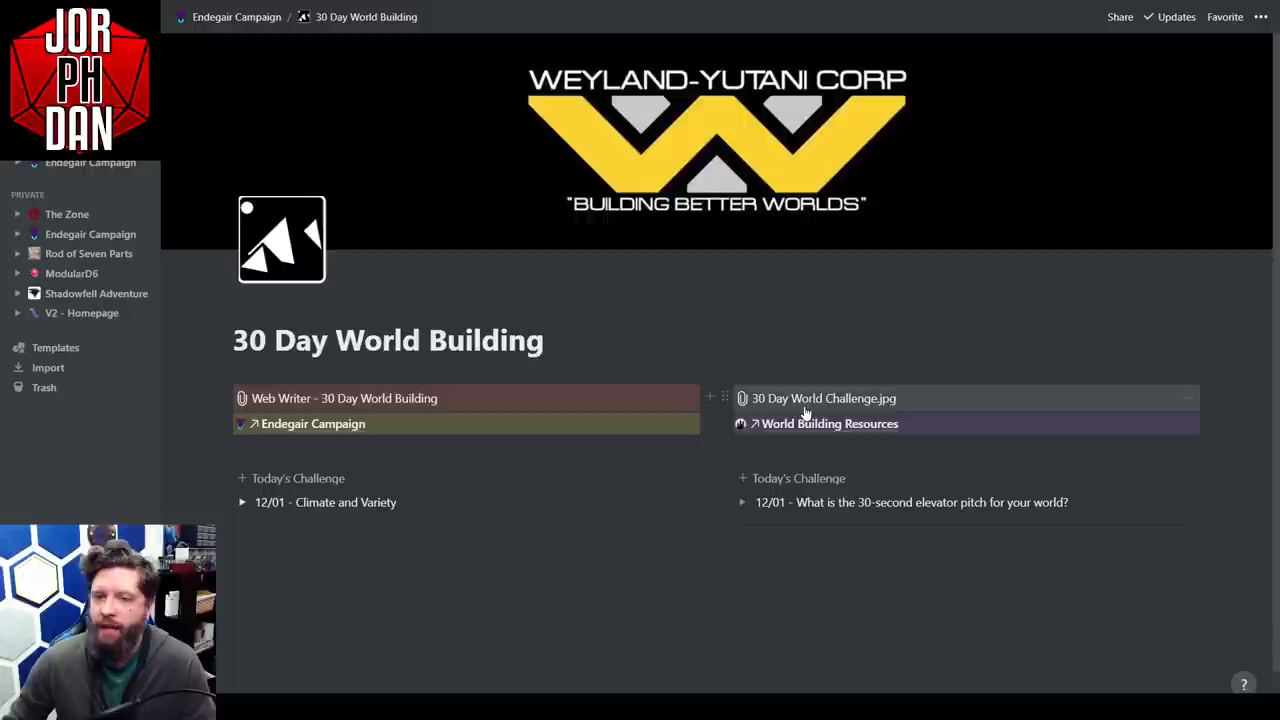 JOR
PH
DAN
Endegair Campaign / 30 Day World Building
Share Updates Favorite
WEYLAND-YUTANI CORP
"BUILDING BETTER WORLDS"
Endegair Campaign
PRIVATE
The Zone
Endegair Campaign
Rod of Seven Parts
ModularD6
Shadowfell Adventure
V2 - Homepage
Templates
Import
Trash
30 Day World Building
Web Writer - 30 Day World Building
Endegair Campaign
30 Day World Challenge.jpg
World Building Resources
Today's Challenge
12/01 - Climate and Variety
Today's Challenge
12/01 - What is the 30-second elevator pitch for your world?
?